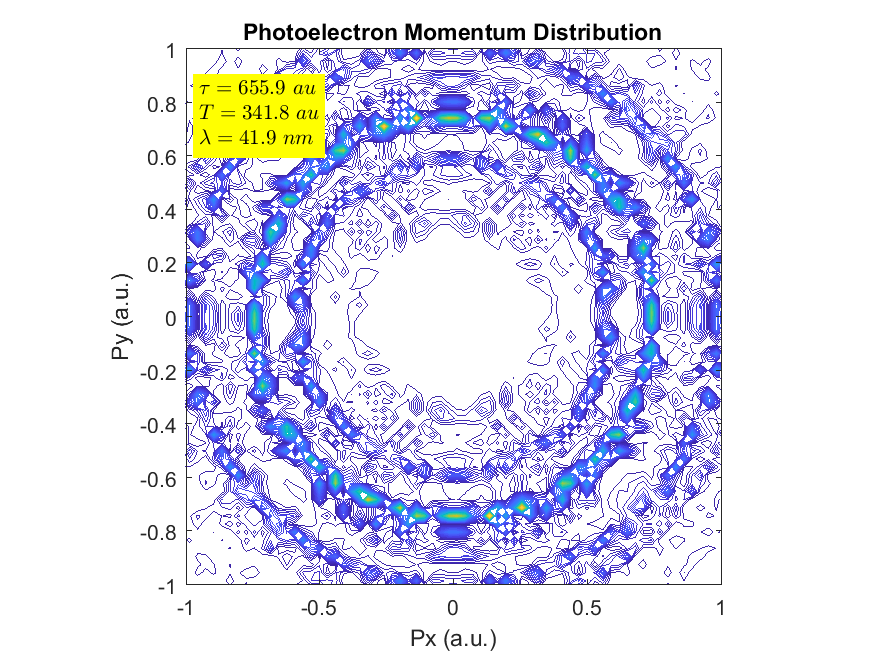 Photoelectron Momentum Distribution
τ = 655.9 au
T = 341.8 au
λ = 41.9 nm
1
0.8
0.6
0.4
0.2
0
-0.2
-0.4
-0.6
-0.8
-1
Py (a.u.)
-1 -0.5 0 0.5 1
Px (a.u.)